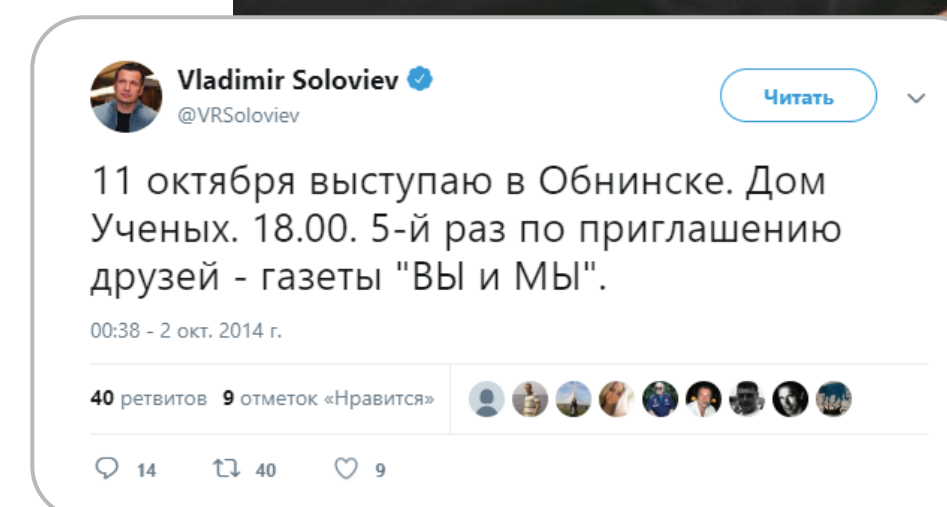 Vladimir Soloviev
@VRSoloviev
Читать
11 октября выступаю в Обнинске. Дом
Ученых. 18.00. 5-й раз по приглашению
друзей - газеты "ВЫ и МЫ".
00:38 - 2 окт. 2014 г.
40 ретвитов 9 отметок «Нравится»
14 40 9